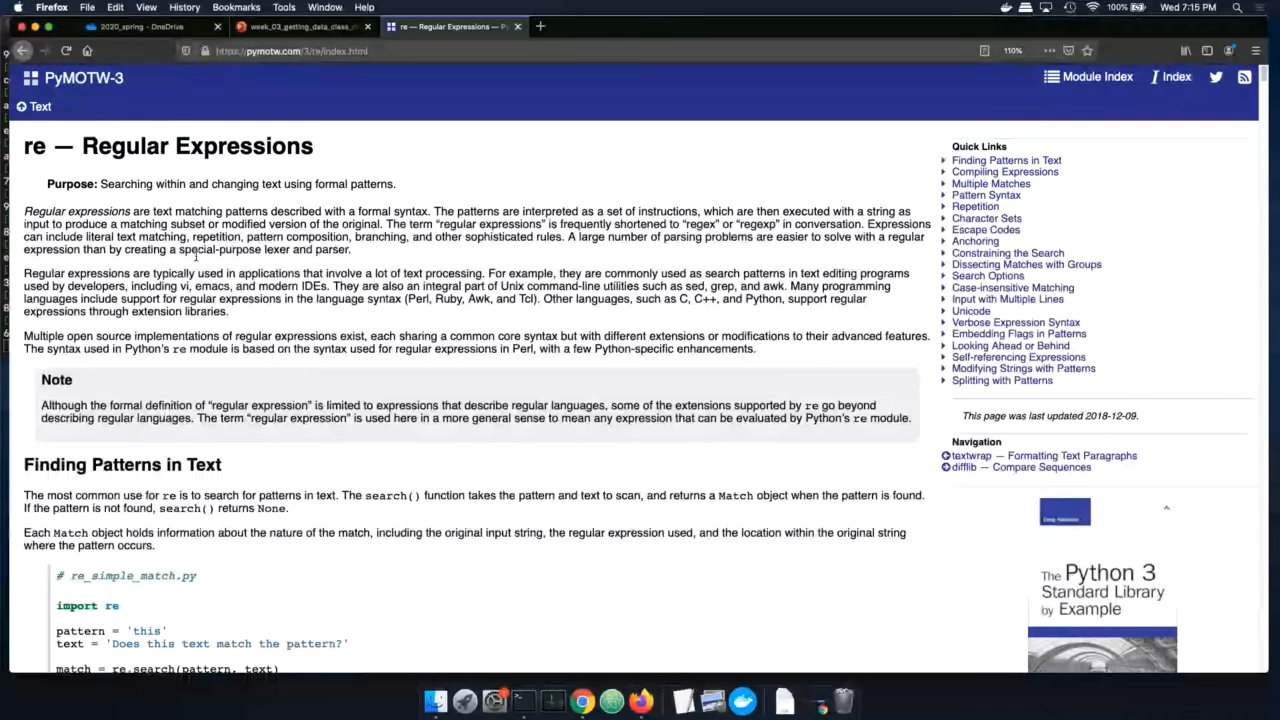 Firefox File Edit View History Bookmarks Tools Window Help 100% Wed 7:15 PM
2020_spring - OneDrive week_03_getting_data_class_ re — Regular Expressions — P
https://pymotw.com/3/re/index.html 110%
PyMOTW-3 Module Index Index
Text
re — Regular Expressions
Purpose: Searching within and changing text using formal patterns.
Regular expressions are text matching patterns described with a formal syntax. The patterns are interpreted as a set of instructions, which are then executed with a string as
input to produce a matching subset or modified version of the original. The term “regular expressions” is frequently shortened to “regex” or “regexp” in conversation. Expressions
can include literal text matching, repetition, pattern composition, branching, and other sophisticated rules. A large number of parsing problems are easier to solve with a regular
expression than by creating a special-purpose lexer and parser.
Regular expressions are typically used in applications that involve a lot of text processing. For example, they are commonly used as search patterns in text editing programs
used by developers, including vi, emacs, and modern IDEs. They are also an integral part of Unix command-line utilities such as sed, grep, and awk. Many programming
languages include support for regular expressions in the language syntax (Perl, Ruby, Awk, and Tcl). Other languages, such as C, C++, and Python, support regular
expressions through extension libraries.
Multiple open source implementations of regular expressions exist, each sharing a common core syntax but with different extensions or modifications to their advanced features.
The syntax used in Python’s re module is based on the syntax used for regular expressions in Perl, with a few Python-specific enhancements.
Note
Although the formal definition of “regular expression” is limited to expressions that describe regular languages, some of the extensions supported by re go beyond
describing regular languages. The term “regular expression” is used here in a more general sense to mean any expression that can be evaluated by Python’s re module.
Finding Patterns in Text
The most common use for re is to search for patterns in text. The search() function takes the pattern and text to scan, and returns a Match object when the pattern is found.
If the pattern is not found, search() returns None.
Each Match object holds information about the nature of the match, including the original input string, the regular expression used, and the location within the original string
where the pattern occurs.
# re_simple_match.py
import re
pattern = 'this'
text = 'Does this text match the pattern?'
match = re.search(pattern, text)
Quick Links
Finding Patterns in Text
Compiling Expressions
Multiple Matches
Pattern Syntax
Repetition
Character Sets
Escape Codes
Anchoring
Constraining the Search
Dissecting Matches with Groups
Search Options
Case-insensitive Matching
Input with Multiple Lines
Unicode
Verbose Expression Syntax
Embedding Flags in Patterns
Looking Ahead or Behind
Self-referencing Expressions
Modifying Strings with Patterns
Splitting with Patterns
This page was last updated 2018-12-09.
Navigation
textwrap — Formatting Text Paragraphs
difflib — Compare Sequences
The Python 3
Standard Library
by Example